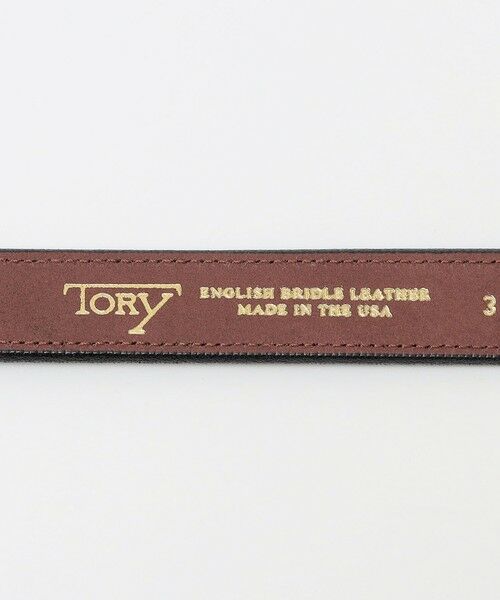 TORY
ENGLISH BRIDLE LEATHER
MADE IN THE USA
3